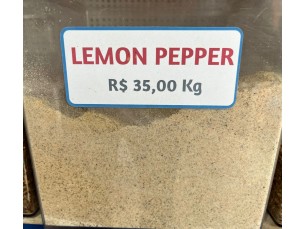 LEMON PEPPER
R$ 35,00 Kg